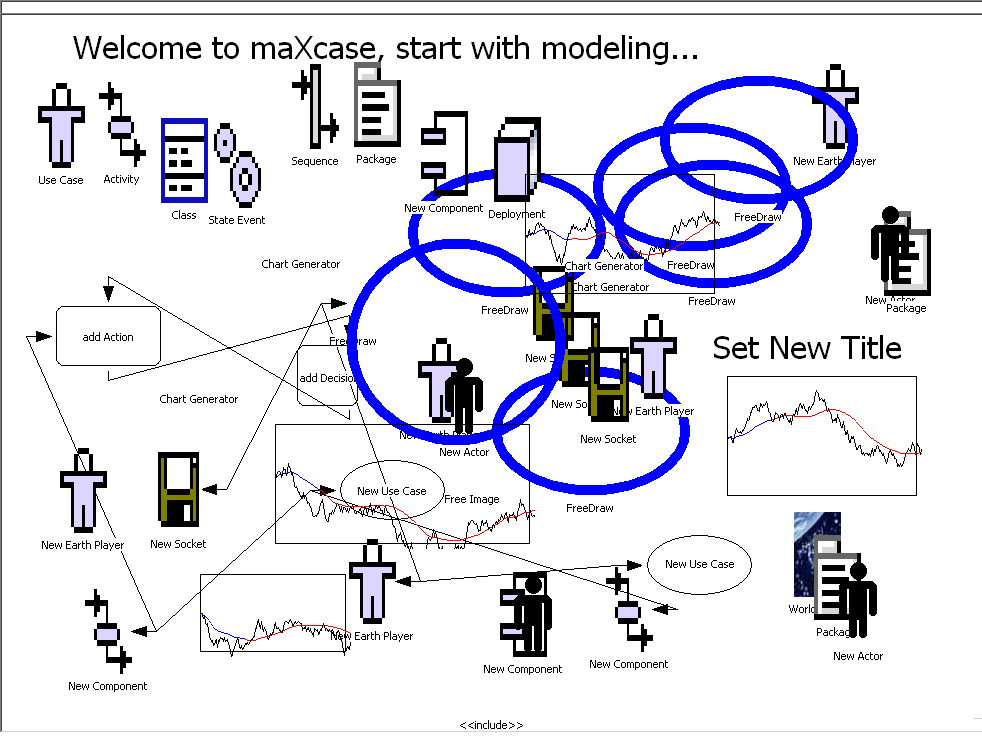 Welcome to maXcase, start with modeling...
Use Case
Activity
Class
State Event
Sequence
Package
New Component
Deployment
New Earth Player
FreeDraw
Chart Generator
Chart Generator
FreeDraw
Chart Generator
FreeDraw
FreeDraw
New Actor
Package
add Action
FreeDraw
add Decision
New
New
New Earth Player
New Socket
Set New Title
Chart Generator
New Earth
New Actor
New Use Case
Free Image
FreeDraw
New Earth Player
New Socket
New Use Case
World
Package
New Actor
New Earth Player
New Component
New Component
New Component
<<include>>